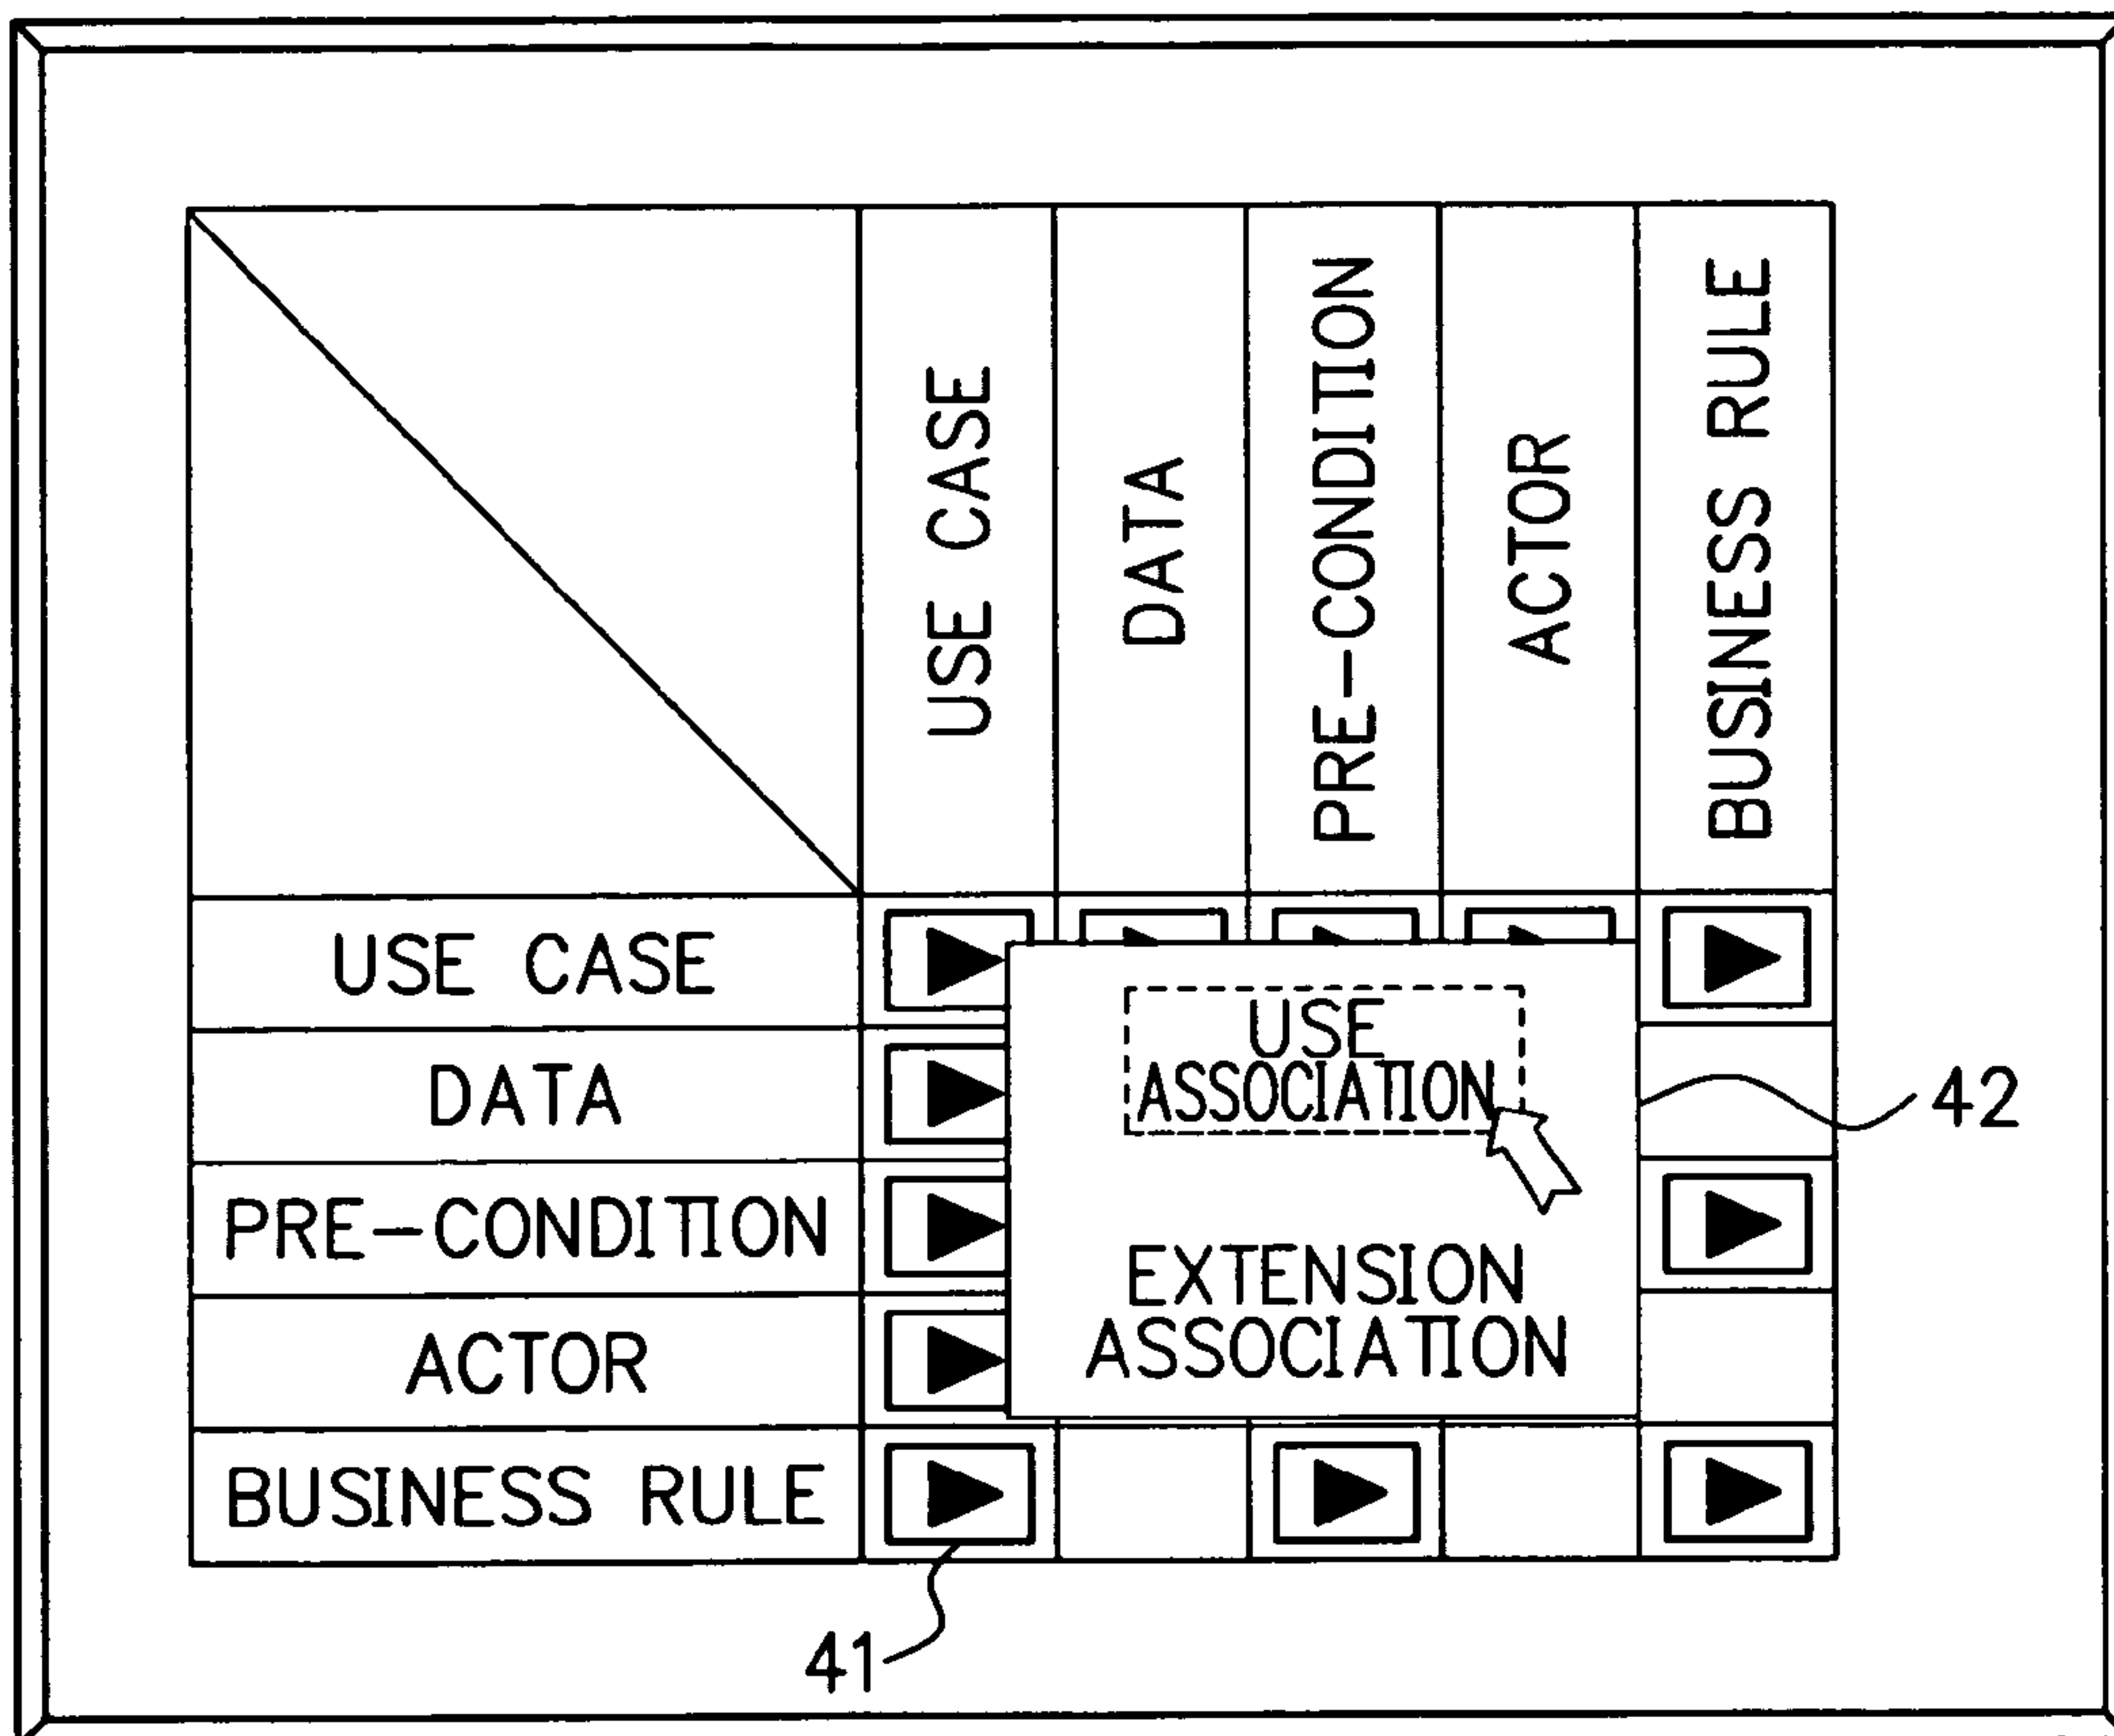 USE CASE
DATA
PRE-CONDITION
ACTOR
BUSINESS RULE
USE CASE
DATA
PRE-CONDITION
ACTOR
BUSINESS RULE
USE
ASSOCIATION
EXTENSION
ASSOCIATION
42
41